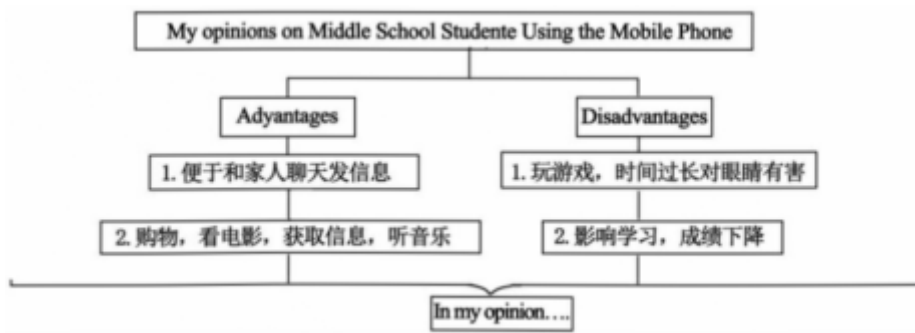 My opinions on Middle School Studente Using the Mobile Phone
Adyantages
Disadvantages
1. 便于和家人聊天发信息
1. 玩游戏，时间过长对眼睛有害
2. 购物，看电影，获取信息，听音乐
2. 影响学习，成绩下降
In my opinion….